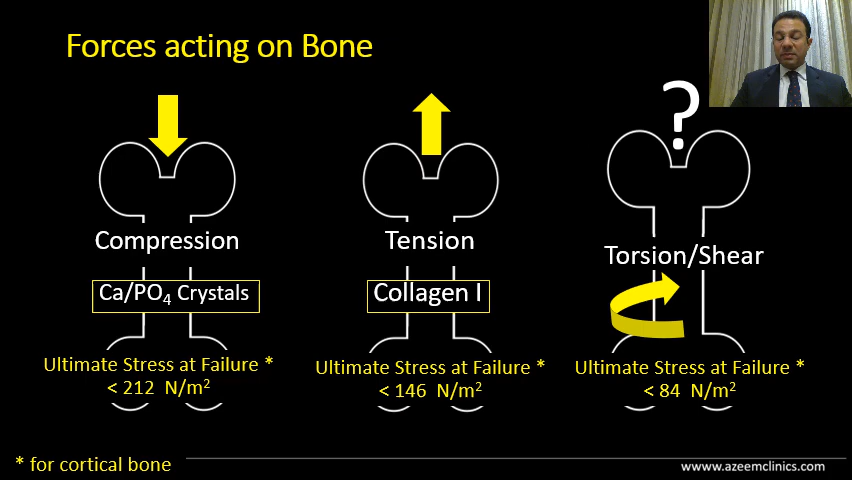 Forces acting on Bone
?
Compression
Ca/PO₄ Crystals
Ultimate Stress at Failure *
< 212 N/m²
Tension
Collagen I
Ultimate Stress at Failure *
< 146 N/m²
Torsion/Shear
Ultimate Stress at Failure *
< 84 N/m²
* for cortical bone
www.azeemclinics.com